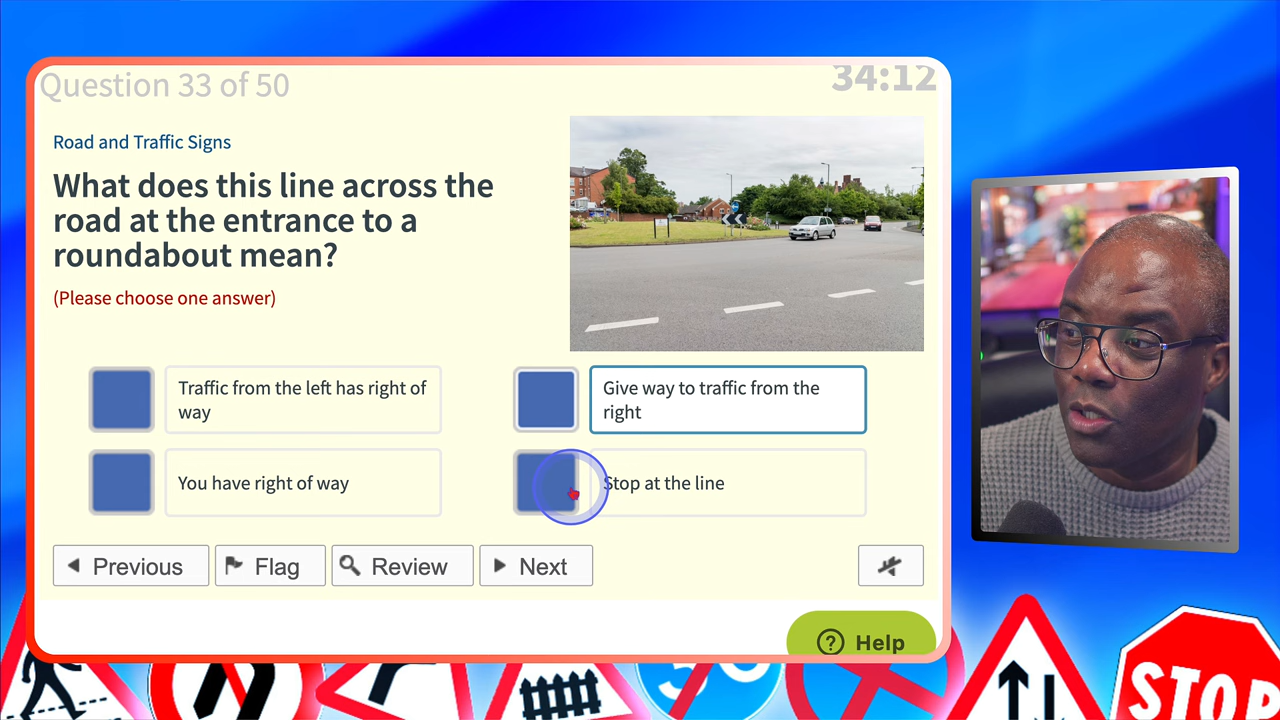 Question 33 of 50
34:12
Road and Traffic Signs
What does this line across the
road at the entrance to a
roundabout mean?
(Please choose one answer)
Traffic from the left has right of
way
Give way to traffic from the
right
You have right of way
Stop at the line
Previous
Flag
Review
Next
Help
STOP